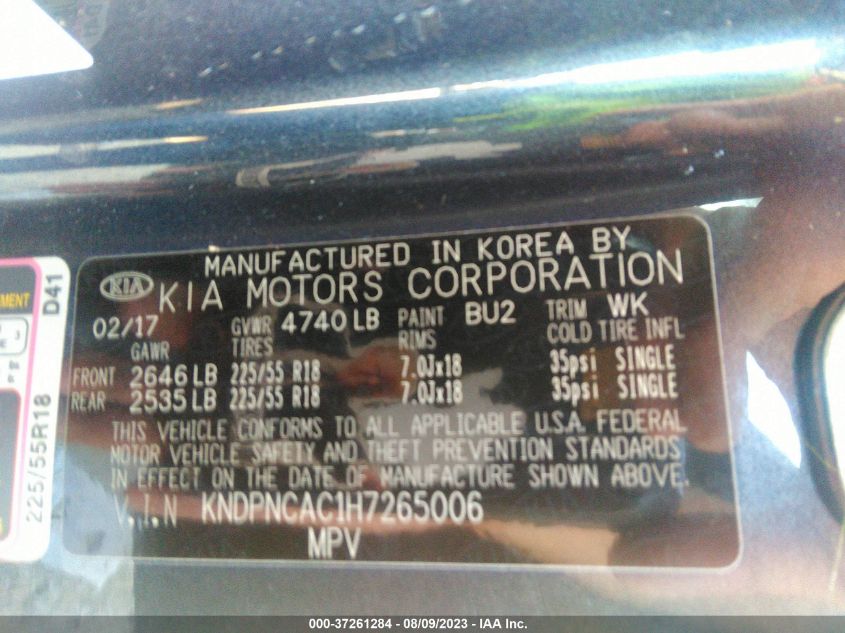 MANUFACTURED IN KOREA BY
KIA KIA MOTORS CORPORATION
02/17 GVWR 4740 LB PAINT BU2 TRIM WK
GAWR TIRES RIMS COLD TIRE INFL
FRONT 2646 LB 225/55 R18 7.0Jx18 35psi SINGLE
REAR 2535 LB 225/55 R18 7.0Jx18 35psi SINGLE
THIS VEHICLE CONFORMS TO ALL APPLICABLE U.S.A. FEDERAL
MOTOR VEHICLE SAFETY AND THEFT PREVENTION STANDARDS
IN EFFECT ON THE DATE OF MANUFACTURE SHOWN ABOVE.
V.I.N KNDPNCAC1H7265006
MPV
D41
225/55R18
000-37261284 - 08/09/2023 - IAA Inc.